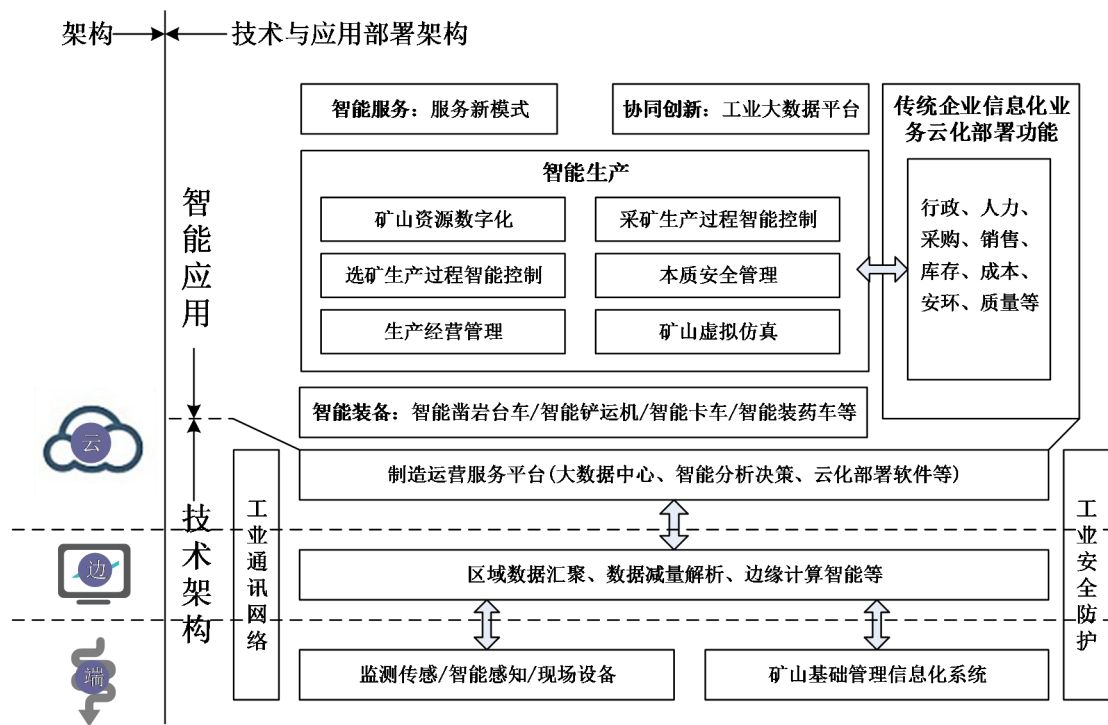 架构
技术与应用部署架构
智能服务：服务新模式
协同创新：工业大数据平台
传统企业信息化业
务云化部署功能
智能生产
矿山资源数字化
采矿生产过程智能控制
选矿生产过程智能控制
本质安全管理
生产经营管理
矿山虚拟仿真
行政、人力、
采购、销售、
库存、成本、
安环、质量等
智能应用
智能装备：智能凿岩台车/智能铲运机/智能卡车/智能装药车等
云
制造运营服务平台(大数据中心、智能分析决策、云化部署软件等)
技术架构
工业通讯网络
工业安全防护
边
区域数据汇聚、数据减量解析、边缘计算智能等
端
监测传感/智能感知/现场设备
矿山基础管理信息化系统